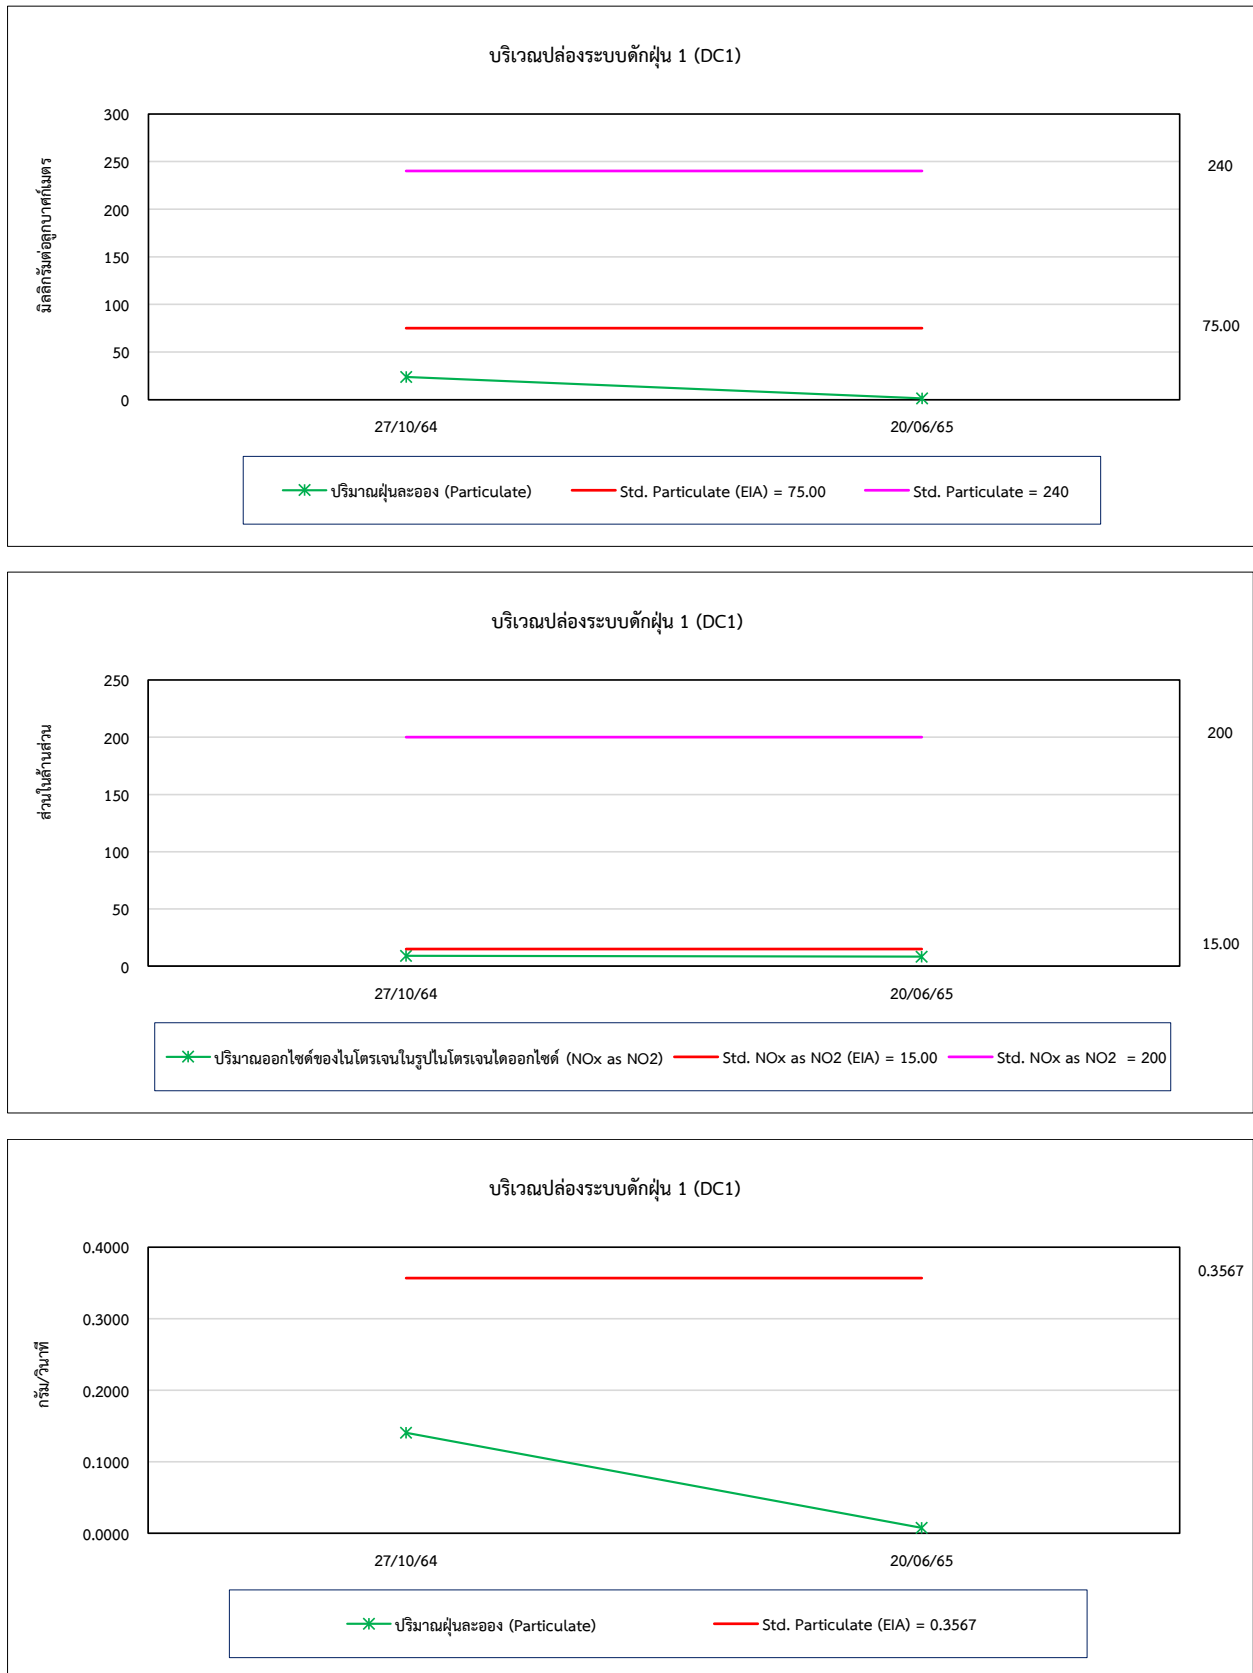 บริเวณปล่องระบบดักฝุ่น 1 (DC1)
มิลลิกรัมต่อลูกบาศก์เมตร
300
250
200
150
100
50
0
240
75.00
27/10/64 20/06/65
ปริมาณฝุ่นละออง (Particulate) Std. Particulate (EIA) = 75.00 Std. Particulate = 240
บริเวณปล่องระบบดักฝุ่น 1 (DC1)
ส่วนในล้านส่วน
250
200
150
100
50
0
200
15.00
27/10/64 20/06/65
ปริมาณออกไซด์ของไนโตรเจนในรูปไนโตรเจนไดออกไซด์ (NOx as NO2) Std. NOx as NO2 (EIA) = 15.00 Std. NOx as NO2 = 200
บริเวณปล่องระบบดักฝุ่น 1 (DC1)
กรัม/วินาที
0.4000
0.3000
0.2000
0.1000
0.0000
0.3567
27/10/64 20/06/65
ปริมาณฝุ่นละออง (Particulate) Std. Particulate (EIA) = 0.3567